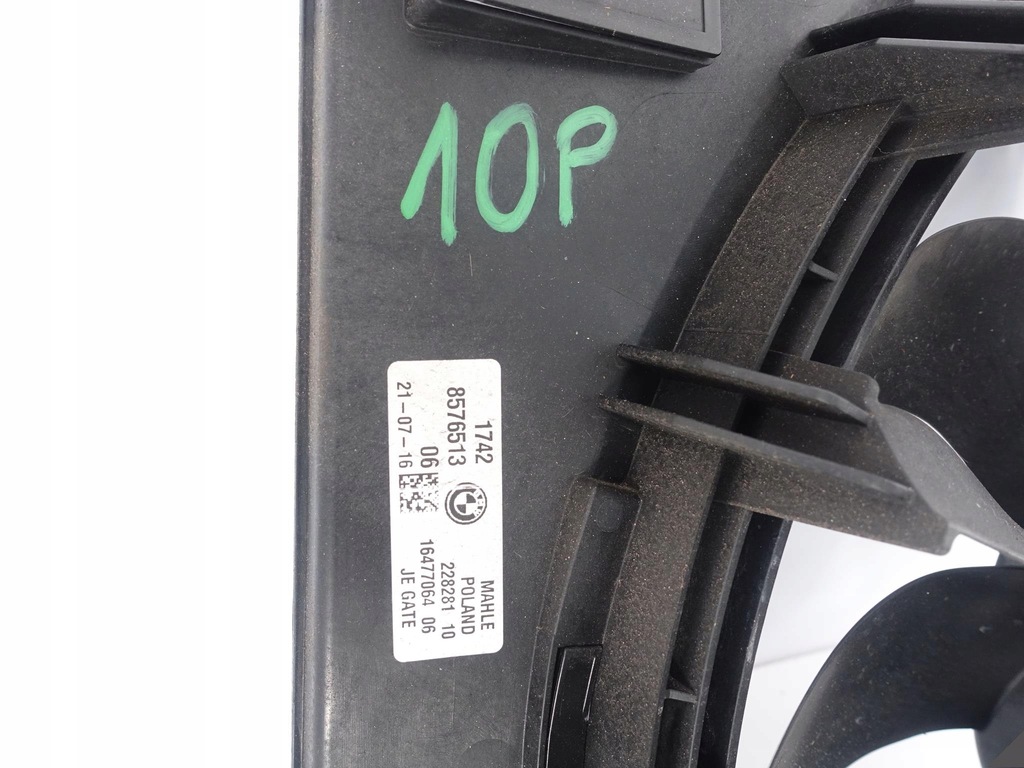 10P
1742
8576513
06
21-07-16
MAHLE
POLAND
228281 10
16477064 06
JE GATE